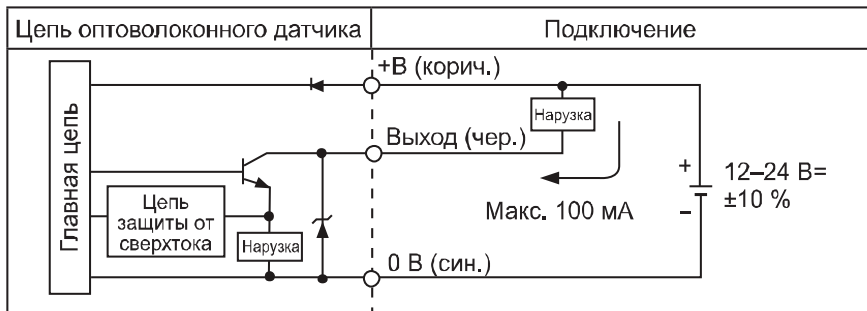 Цепь оптоволоконного датчика
Подключение
Главная цепь
+В (корич.)
Нарузка
Выход (чер.)
Макс. 100 мА
+
12–24 В=
±10 %
–
Цепь
защиты от
сверхтока
Нарузка
0 В (син.)